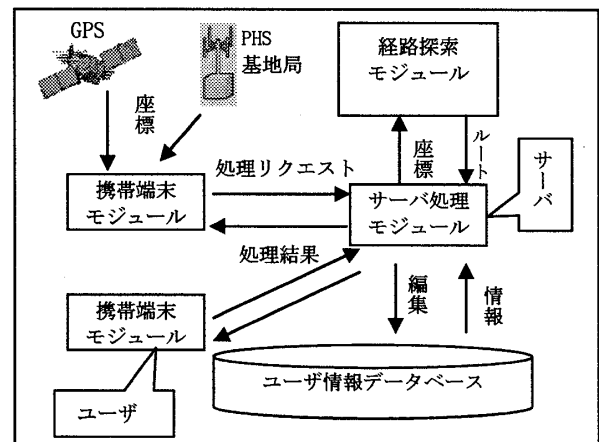 GPS
PHS
基地局
経路探索
モジュール
座標
座標
ルート
サーバ
処理リクエスト
携帯端末
モジュール
サーバ処理
モジュール
処理結果
携帯端末
モジュール
編集
情報
ユーザ情報データベース
ユーザ